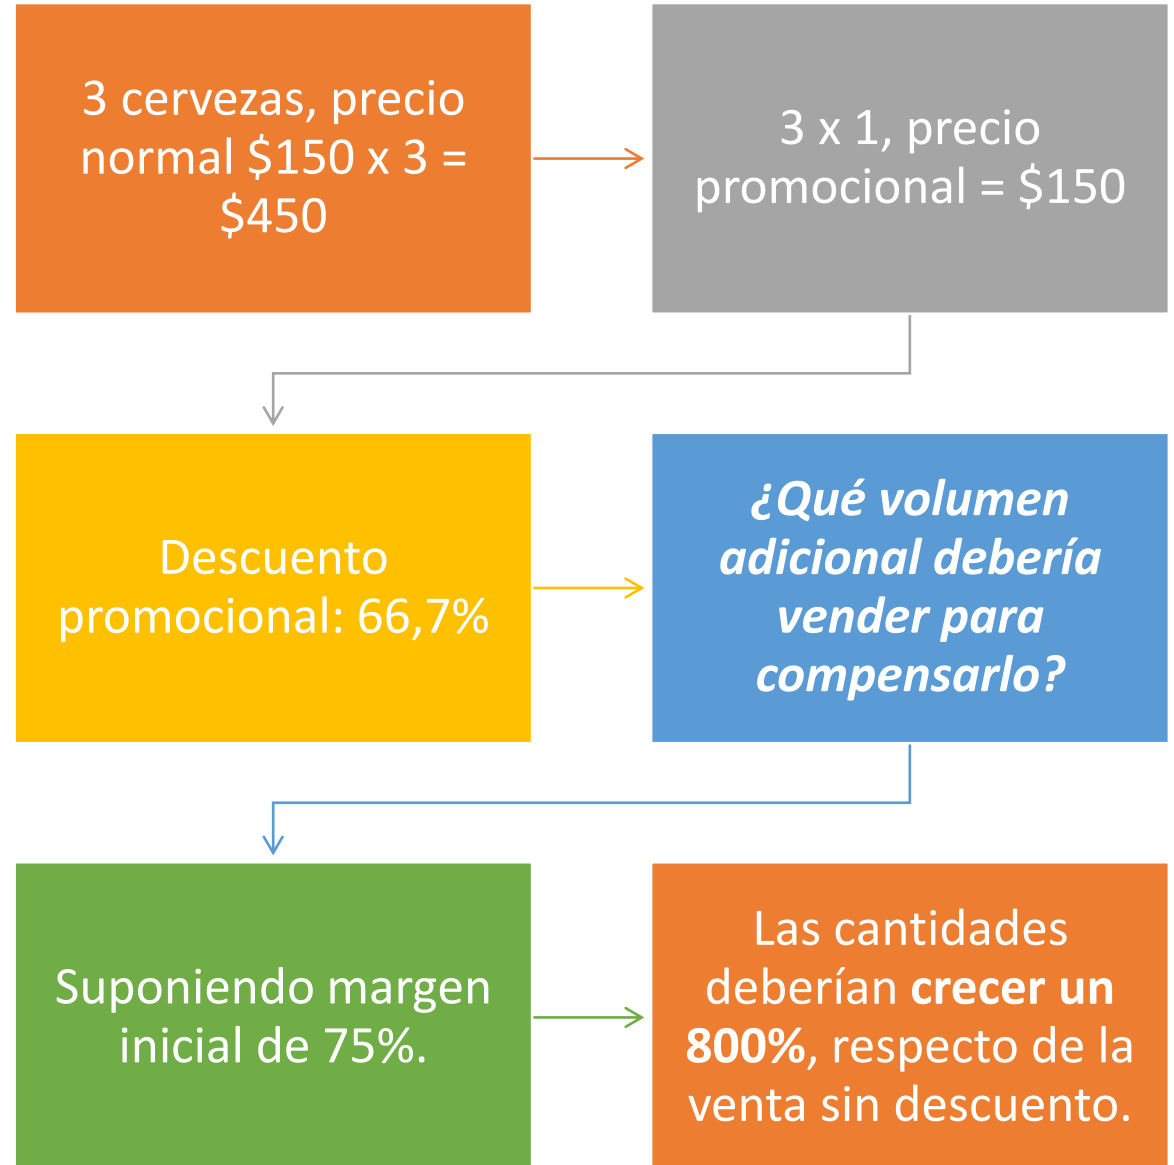 3 cervezas, precio
normal $150 x 3 =
$450
3 x 1, precio
promocional = $150
Descuento
promocional: 66,7%
¿Qué volumen
adicional debería
vender para
compensarlo?
Suponiendo margen
inicial de 75%.
Las cantidades
deberían crecer un
800%, respecto de la
venta sin descuento.